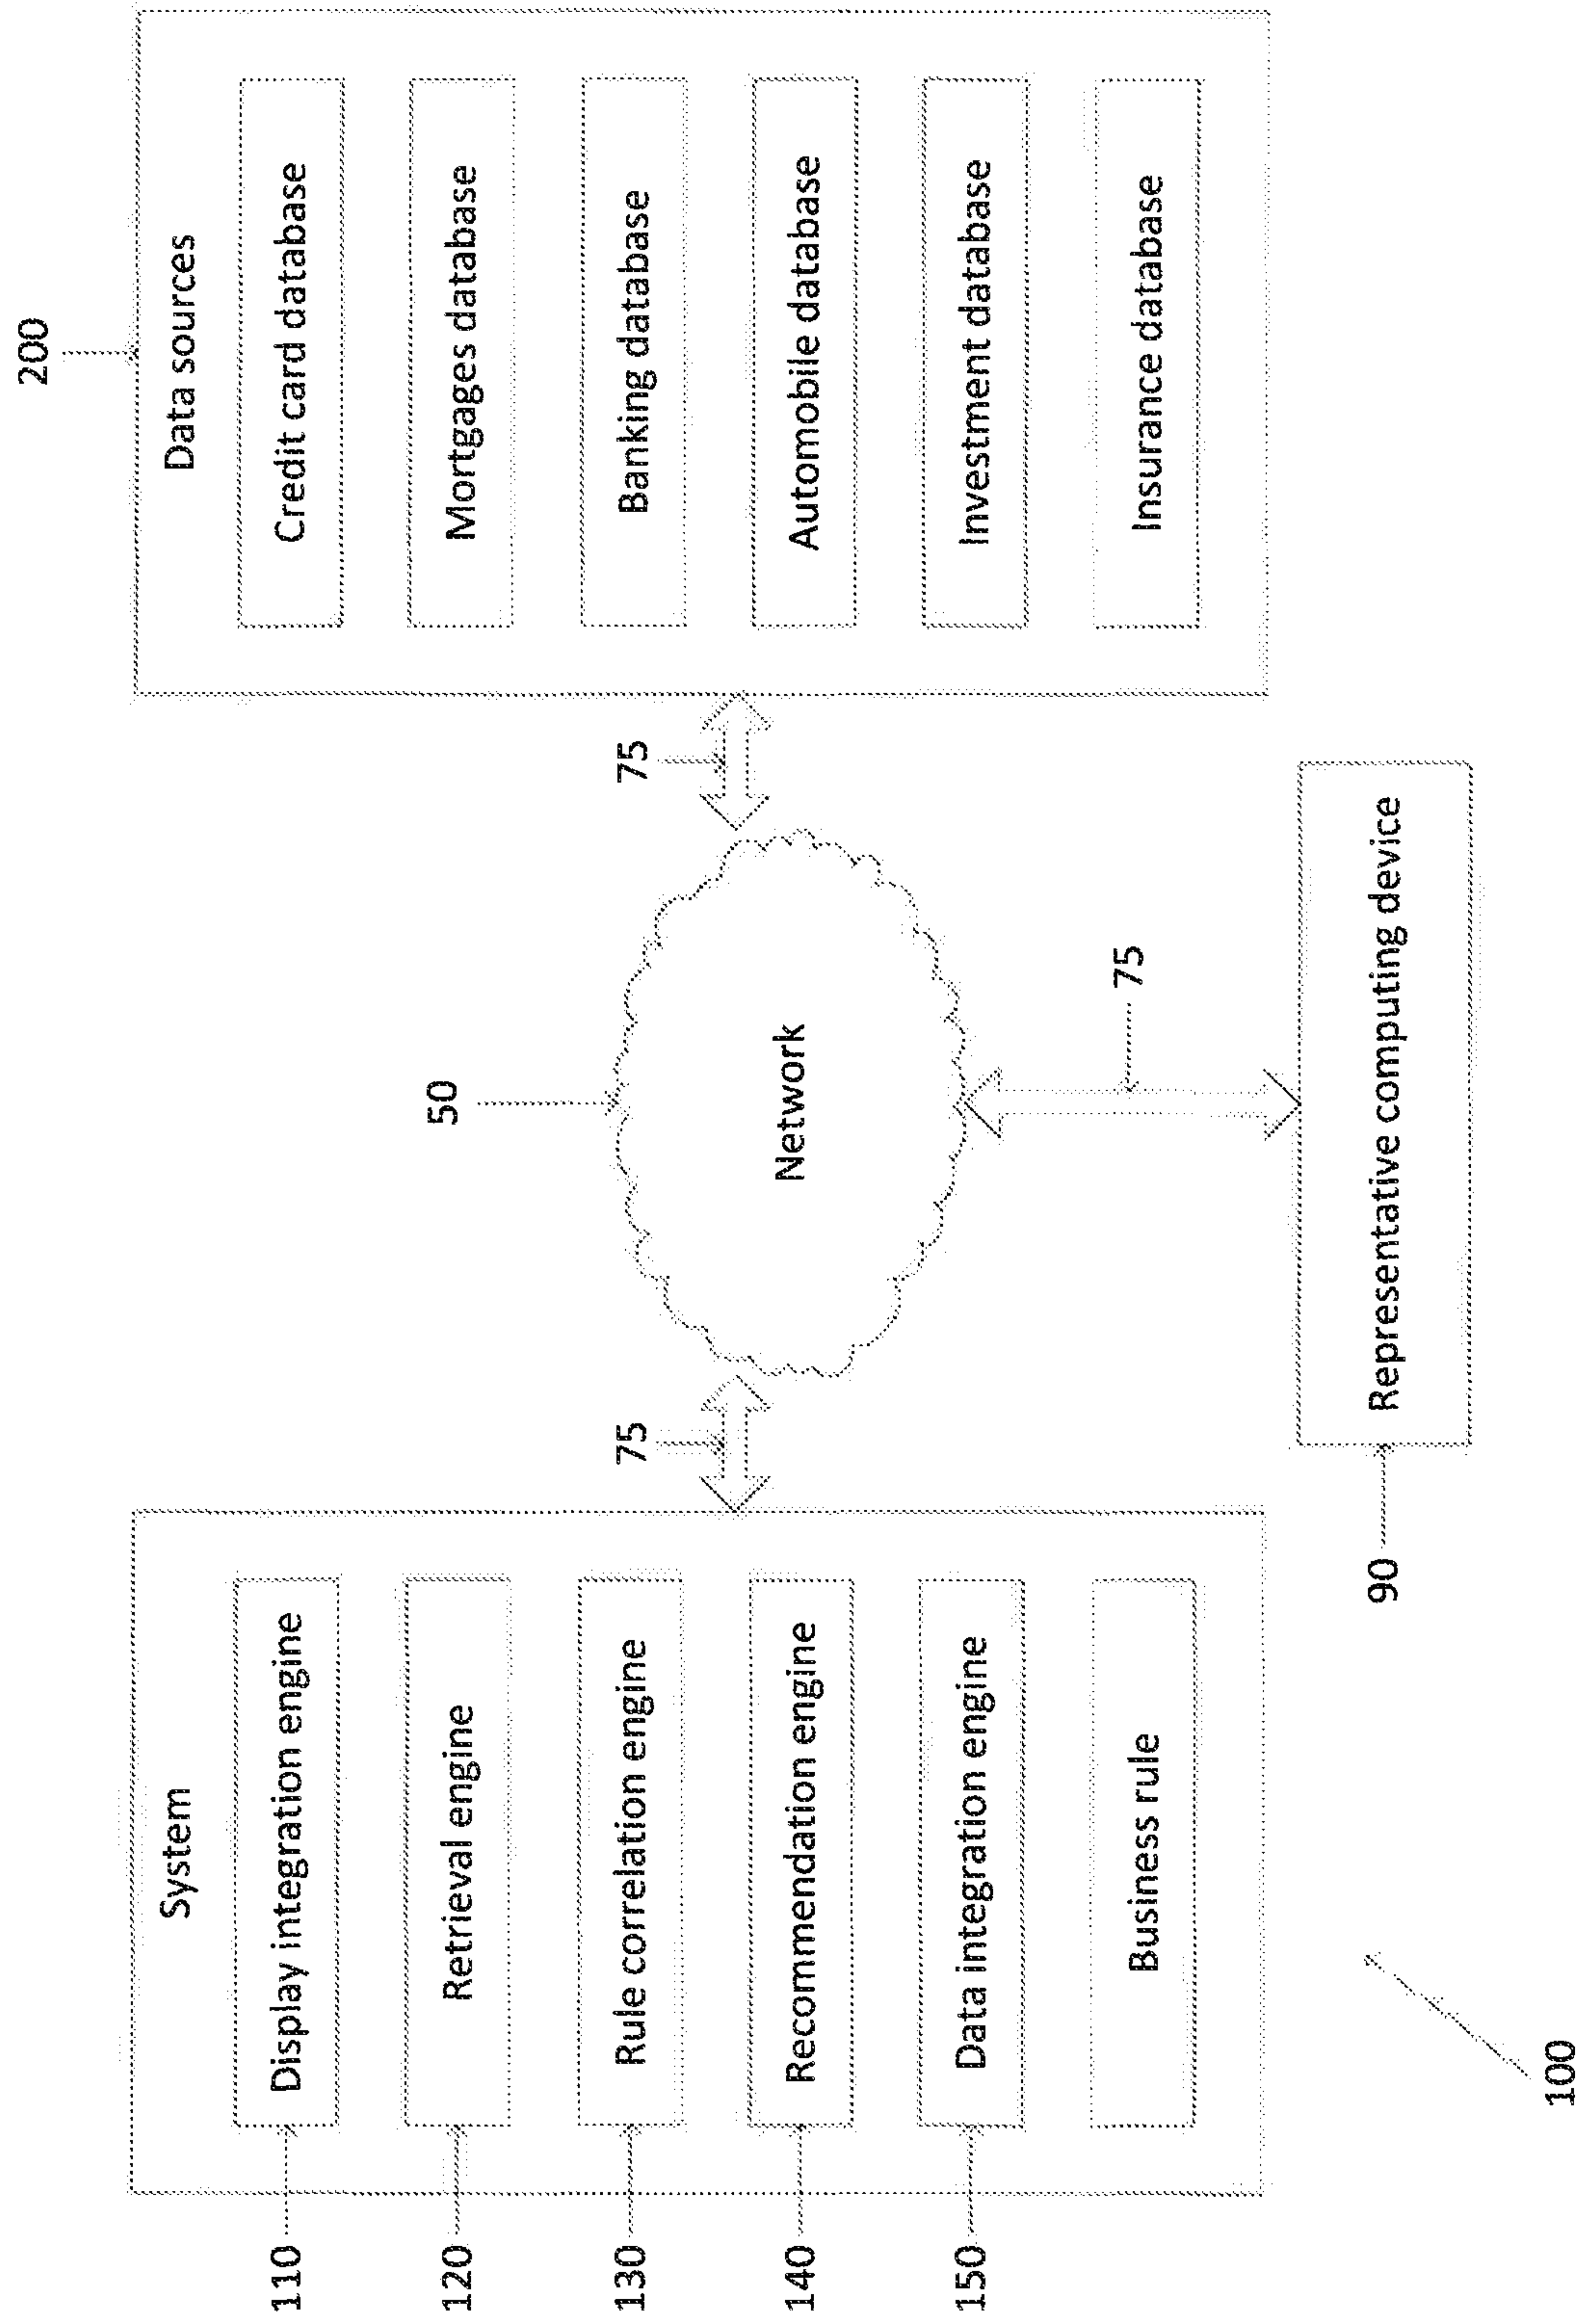 System
110
Display integration engine
120
Retrieval engine
130
Rule correlation engine
140
Recommendation engine
150
Data integration engine
Business rule
100
75
50
Network
75
75
90
Representative computing device
200
Data sources
Credit card database
Mortgages database
Banking database
Automobile database
Investment database
Insurance database